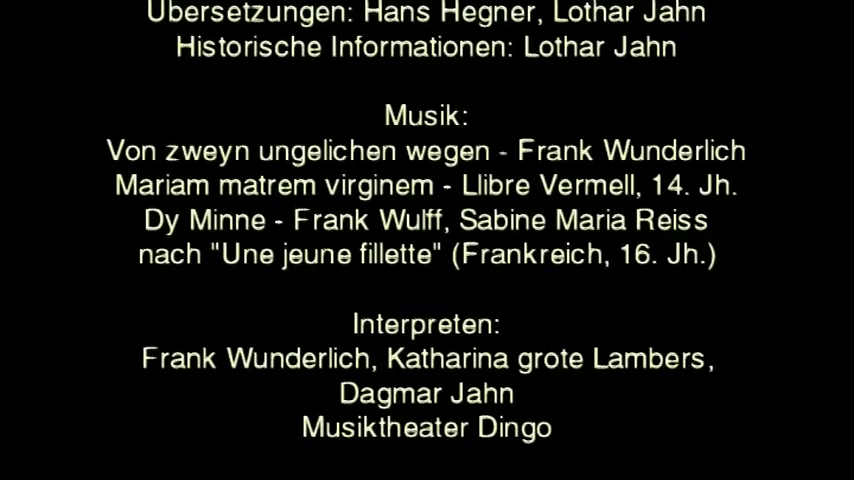 Übersetzungen: Hans Hegner, Lothar Jahn
Historische Informationen: Lothar Jahn
Musik:
Von zweyn ungelichen wegen - Frank Wunderlich
Mariam matrem virginem - Llibre Vermell, 14. Jh.
Dy Minne - Frank Wulff, Sabine Maria Reiss
nach "Une jeune fillette" (Frankreich, 16. Jh.)
Interpreten:
Frank Wunderlich, Katharina grote Lambers,
Dagmar Jahn
Musiktheater Dingo